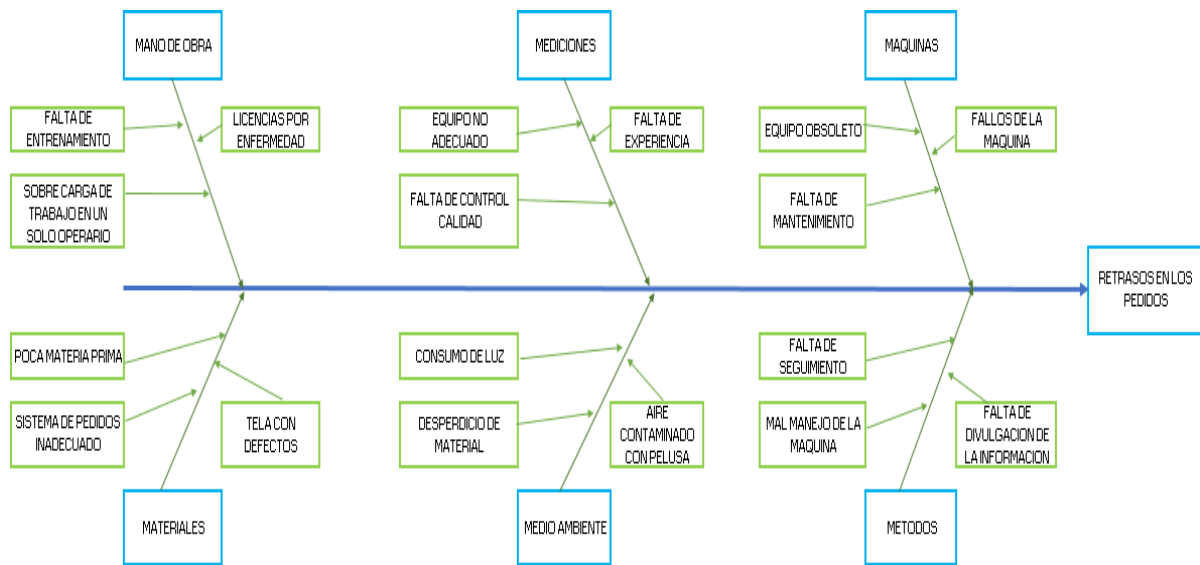 MANO DE OBRA
MEDICIONES
MAQUINAS
FALTA DE
ENTRENAMIENTO
LICENCIAS POR
ENFERMEDAD
EQUIPO NO
ADECUADO
FALTA DE
EXPERIENCIA
EQUIPO OBSOLETO
FALLOS DE LA
MAQUINA
SOBRE CARGA DE
TRABAJO EN UN
SOLO OPERARIO
FALTA DE CONTROL
CALIDAD
FALTA DE
MANTENIMIENTO
RETRASOS EN LOS
PEDIDOS
POCA MATERIA PRIMA
CONSUMO DE LUZ
FALTA DE
SEGUIMIENTO
SISTEMA DE PEDIDOS
INADECUADO
TELA CON
DEFECTOS
DESPERDICIO DE
MATERIAL
AIRE
CONTAMINADO
CON PELUSA
MAL MANEJO DE LA
MAQUINA
FALTA DE
DIVULGACION DE
LA INFORMACION
MATERIALES
MEDIO AMBIENTE
METODOS